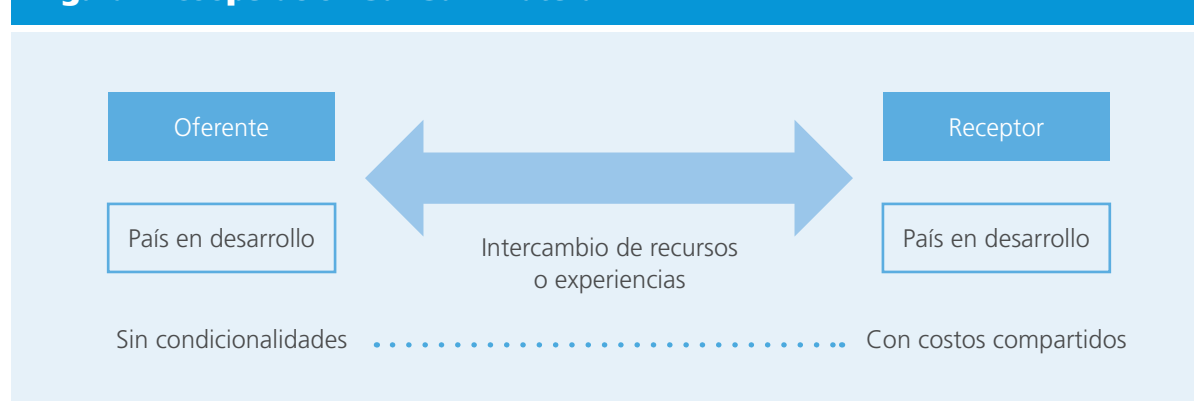 Oferente
Receptor
País en desarrollo
País en desarrollo
Intercambio de recursos
o experiencias
Sin condicionalidades
Con costos compartidos